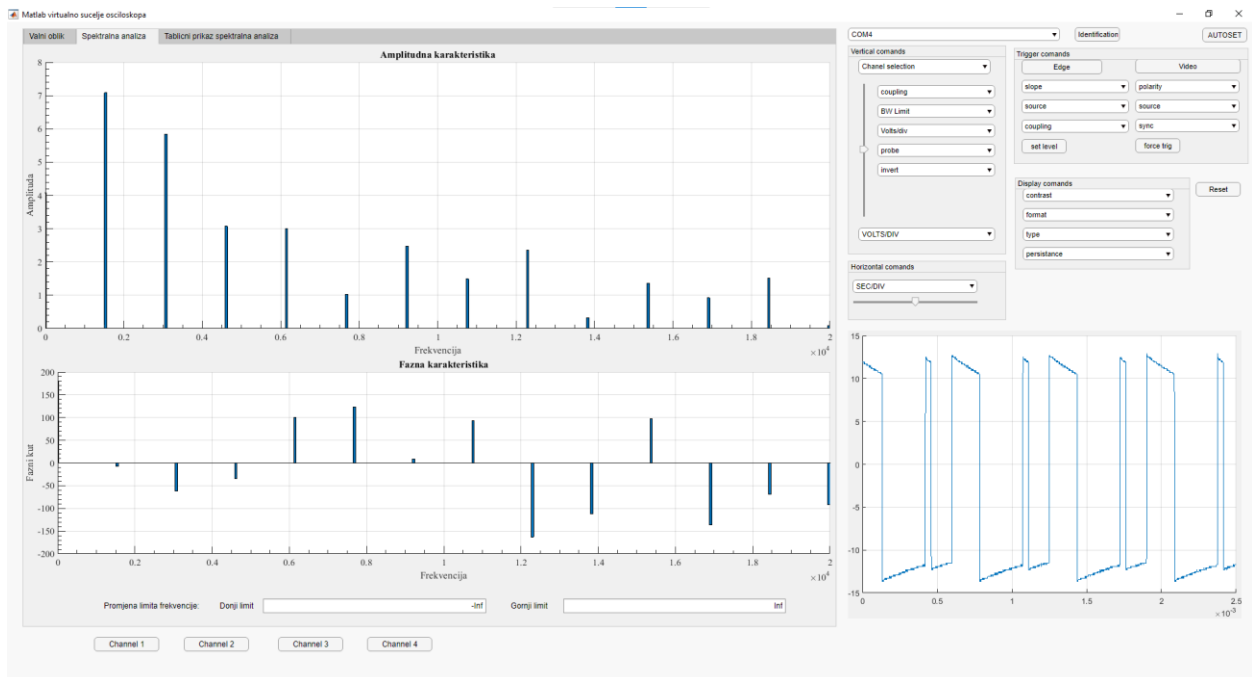 Matlab virtualno sucelje osciloskopa
Valni oblik Spektralna analiza Tablicni prikaz spektralna analiza
Amplitudna karakteristika
Amplituda
8
7
6
5
4
3
2
1
0
0 0.2 0.4 0.6 0.8 1 1.2 1.4 1.6 1.8 2
Frekvencija
×10⁴
Fazna karakteristika
Fazni kut
200
150
100
50
0
-50
-100
-150
-200
0 0.2 0.4 0.6 0.8 1 1.2 1.4 1.6 1.8 2
Frekvencija
×10⁴
Promjena limita frekvencije: Donji limit -Inf Gornji limit Inf
Channel 1 Channel 2 Channel 3 Channel 4
COM4 Identification AUTOSET
Vertical comands
Chanel selection
coupling
BW Limit
Volts/div
probe
invert
VOLTS/DIV
Horizontal comands
SEC/DIV
Trigger comands
Edge Video
slope polarity
source source
coupling sync
set level force trig
Display comands
contrast
format
type
persistance
Reset
15
10
5
0
-5
-10
-15
0 0.5 1 1.5 2 2.5
×10⁻³